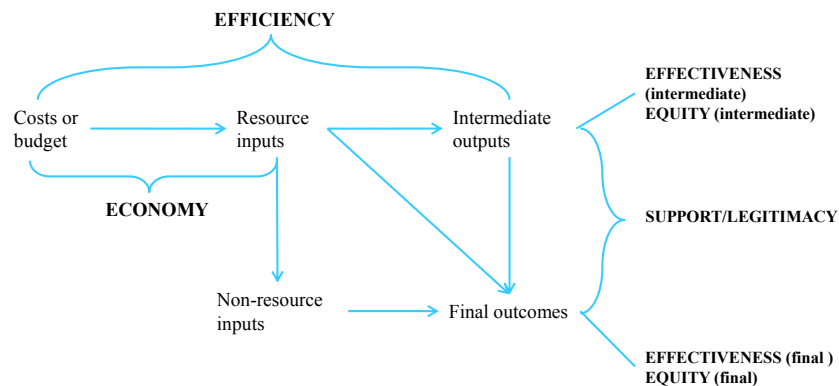 EFFICIENCY
EFFECTIVENESS
(intermediate)
EQUITY (intermediate)
Costs or
budget
Resource
inputs
Intermediate
outputs
ECONOMY
SUPPORT/LEGITIMACY
Non-resource
inputs
Final outcomes
EFFECTIVENESS (final )
EQUITY (final)